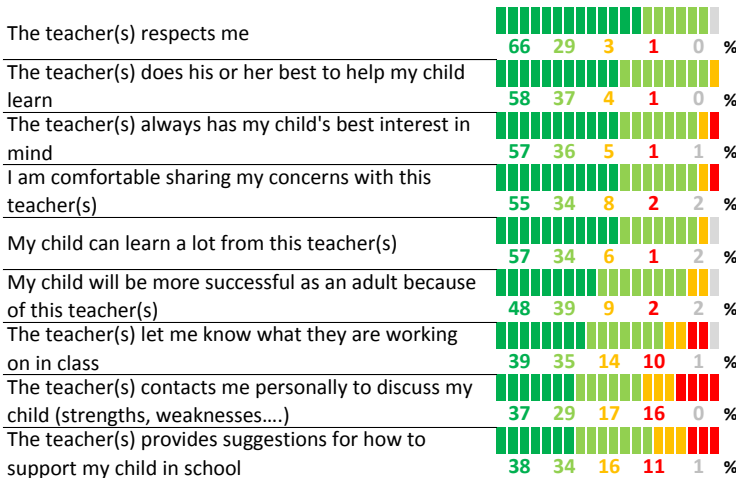 The teacher(s) respects me
66 29 3 1 0 %
The teacher(s) does his or her best to help my child
learn
58 37 4 1 0 %
The teacher(s) always has my child's best interest in
mind
57 36 5 1 1 %
I am comfortable sharing my concerns with this
teacher(s)
55 34 8 2 2 %
My child can learn a lot from this teacher(s)
57 34 6 1 2 %
My child will be more successful as an adult because
of this teacher(s)
48 39 9 2 2 %
The teacher(s) let me know what they are working
on in class
39 35 14 10 1 %
The teacher(s) contacts me personally to discuss my
child (strengths, weaknesses....)
37 29 17 16 0 %
The teacher(s) provides suggestions for how to
support my child in school
38 34 16 11 1 %